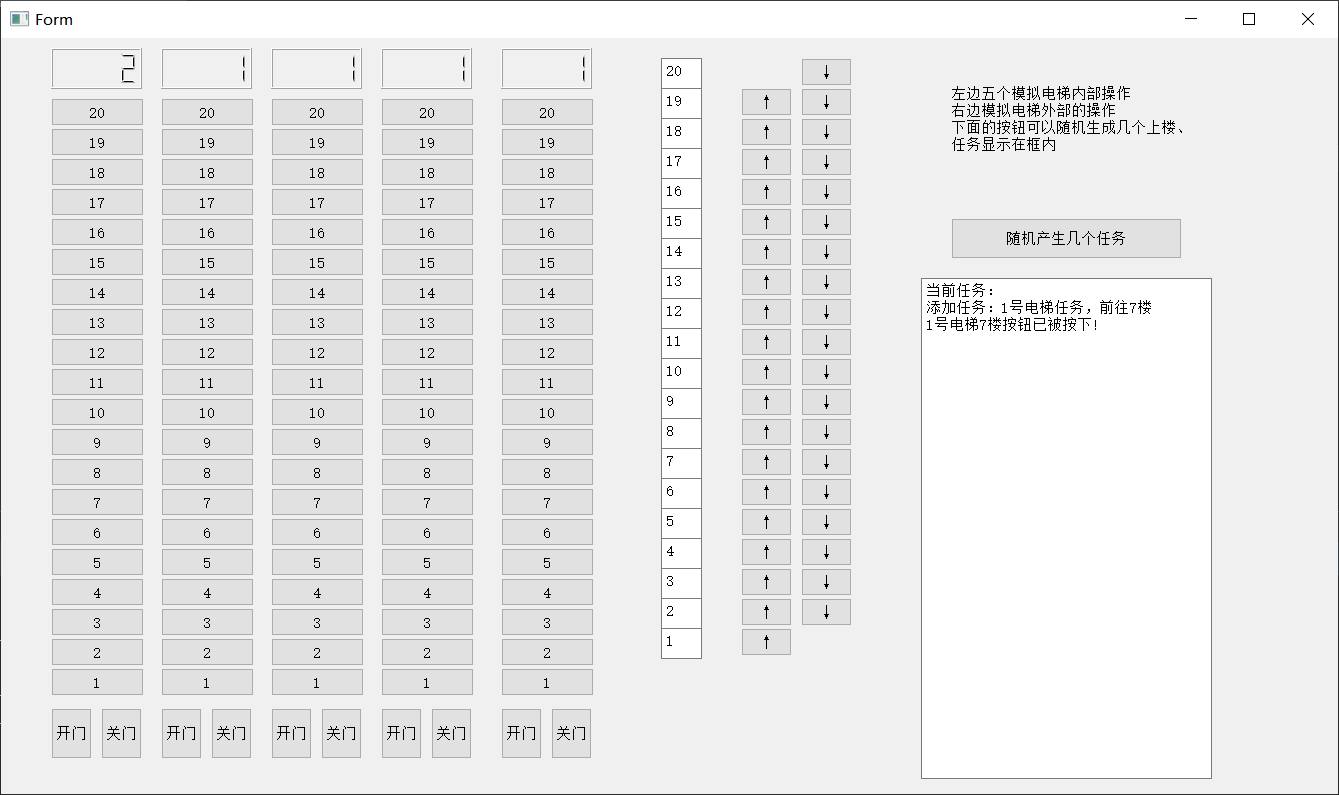 Form
2 1 1 1 1
20 20 20 20 20
19 19 19 19 19
18 18 18 18 18
17 17 17 17 17
16 16 16 16 16
15 15 15 15 15
14 14 14 14 14
13 13 13 13 13
12 12 12 12 12
11 11 11 11 11
10 10 10 10 10
9 9 9 9 9
8 8 8 8 8
7 7 7 7 7
6 6 6 6 6
5 5 5 5 5
4 4 4 4 4
3 3 3 3 3
2 2 2 2 2
1 1 1 1 1
开门 关门 开门 关门 开门 关门 开门 关门 开门 关门
20 ↓
19 ↑ ↓
18 ↑ ↓
17 ↑ ↓
16 ↑ ↓
15 ↑ ↓
14 ↑ ↓
13 ↑ ↓
12 ↑ ↓
11 ↑ ↓
10 ↑ ↓
9 ↑ ↓
8 ↑ ↓
7 ↑ ↓
6 ↑ ↓
5 ↑ ↓
4 ↑ ↓
3 ↑ ↓
2 ↑ ↓
1 ↑
左边五个模拟电梯内部操作
右边模拟电梯外部的操作
下面的按钮可以随机生成几个上楼、
任务显示在框内
随机产生几个任务
当前任务：
添加任务：1号电梯任务，前往7楼
1号电梯7楼按钮已被按下！